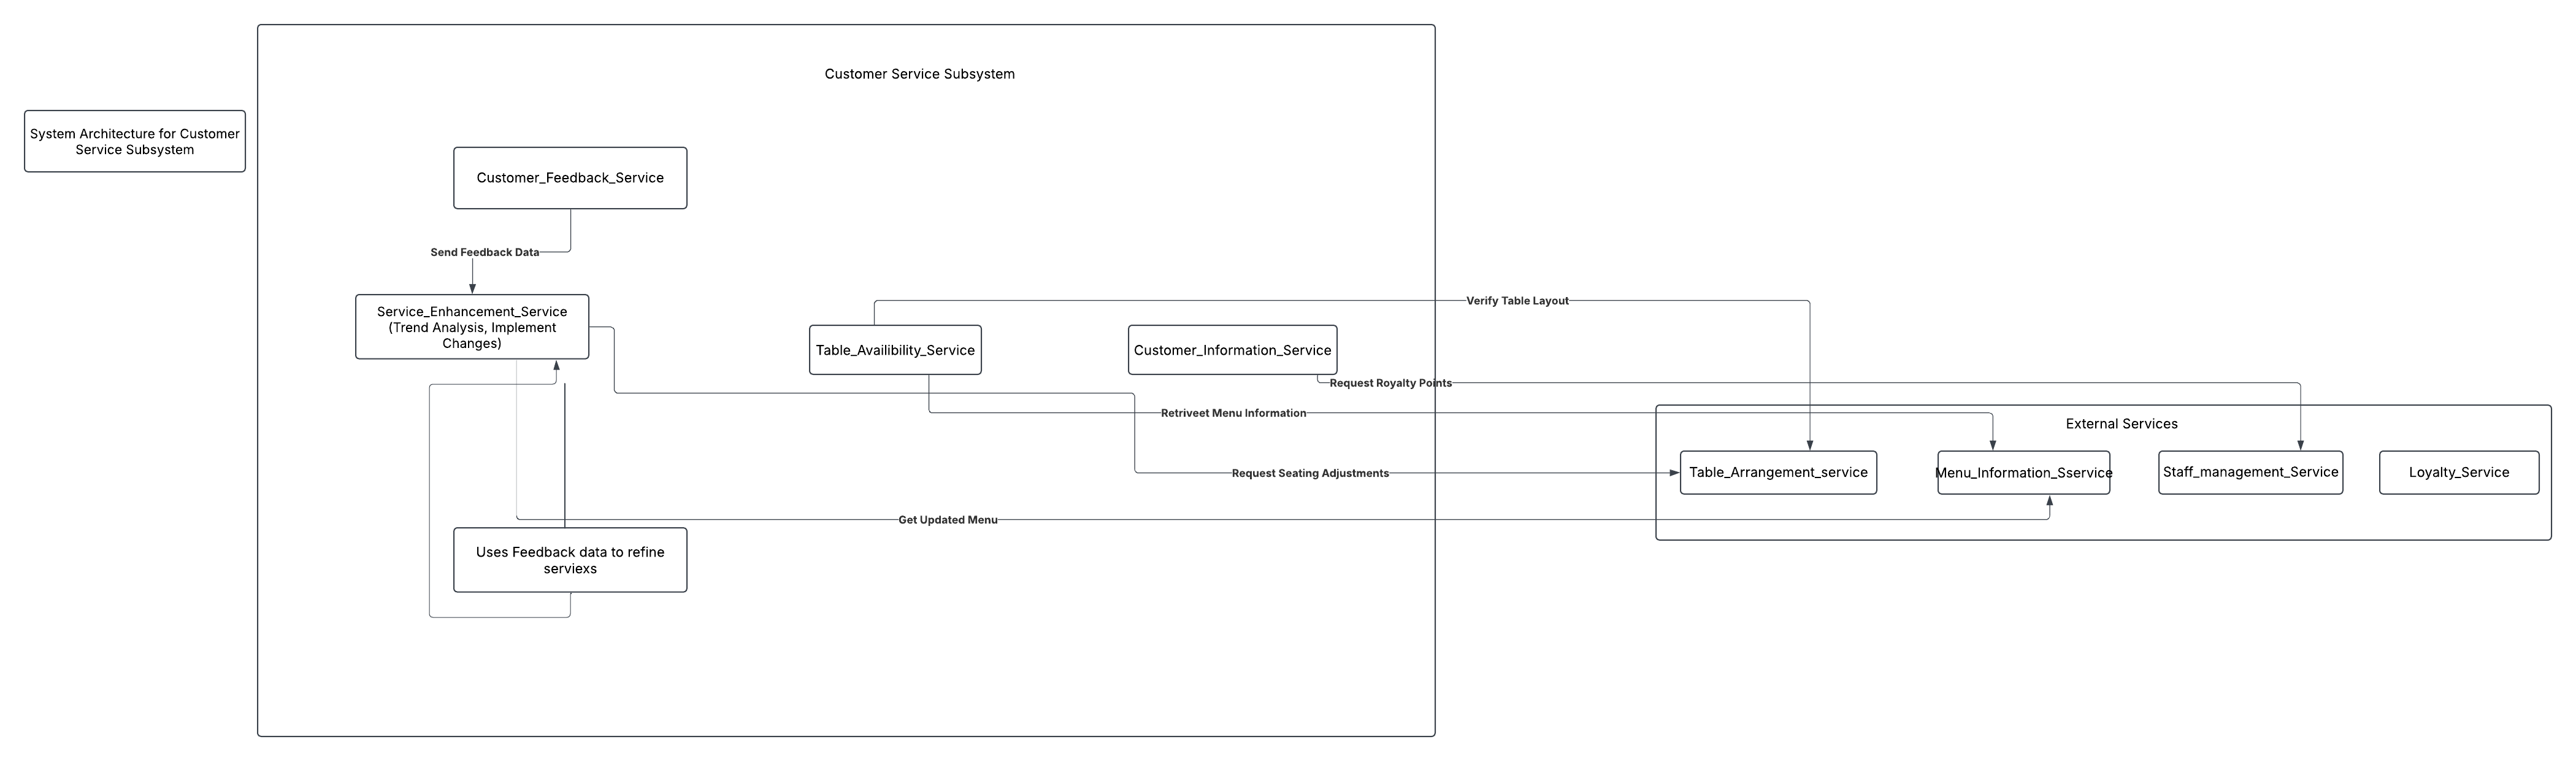 Customer Service Subsystem
System Architecture for Customer
Service Subsystem
Customer_Feedback_Service
Send Feedback Data
Service_Enhancement_Service
(Trend Analysis, Implement
Changes)
Verify Table Layout
Table_Availibility_Service
Customer_Information_Service
Request Royalty Points
Retriveet Menu Information
External Services
Request Seating Adjustments
Table_Arrangement_service
Menu_Information_Sservice
Staff_management_Service
Loyalty_Service
Get Updated Menu
Uses Feedback data to refine
serviexs